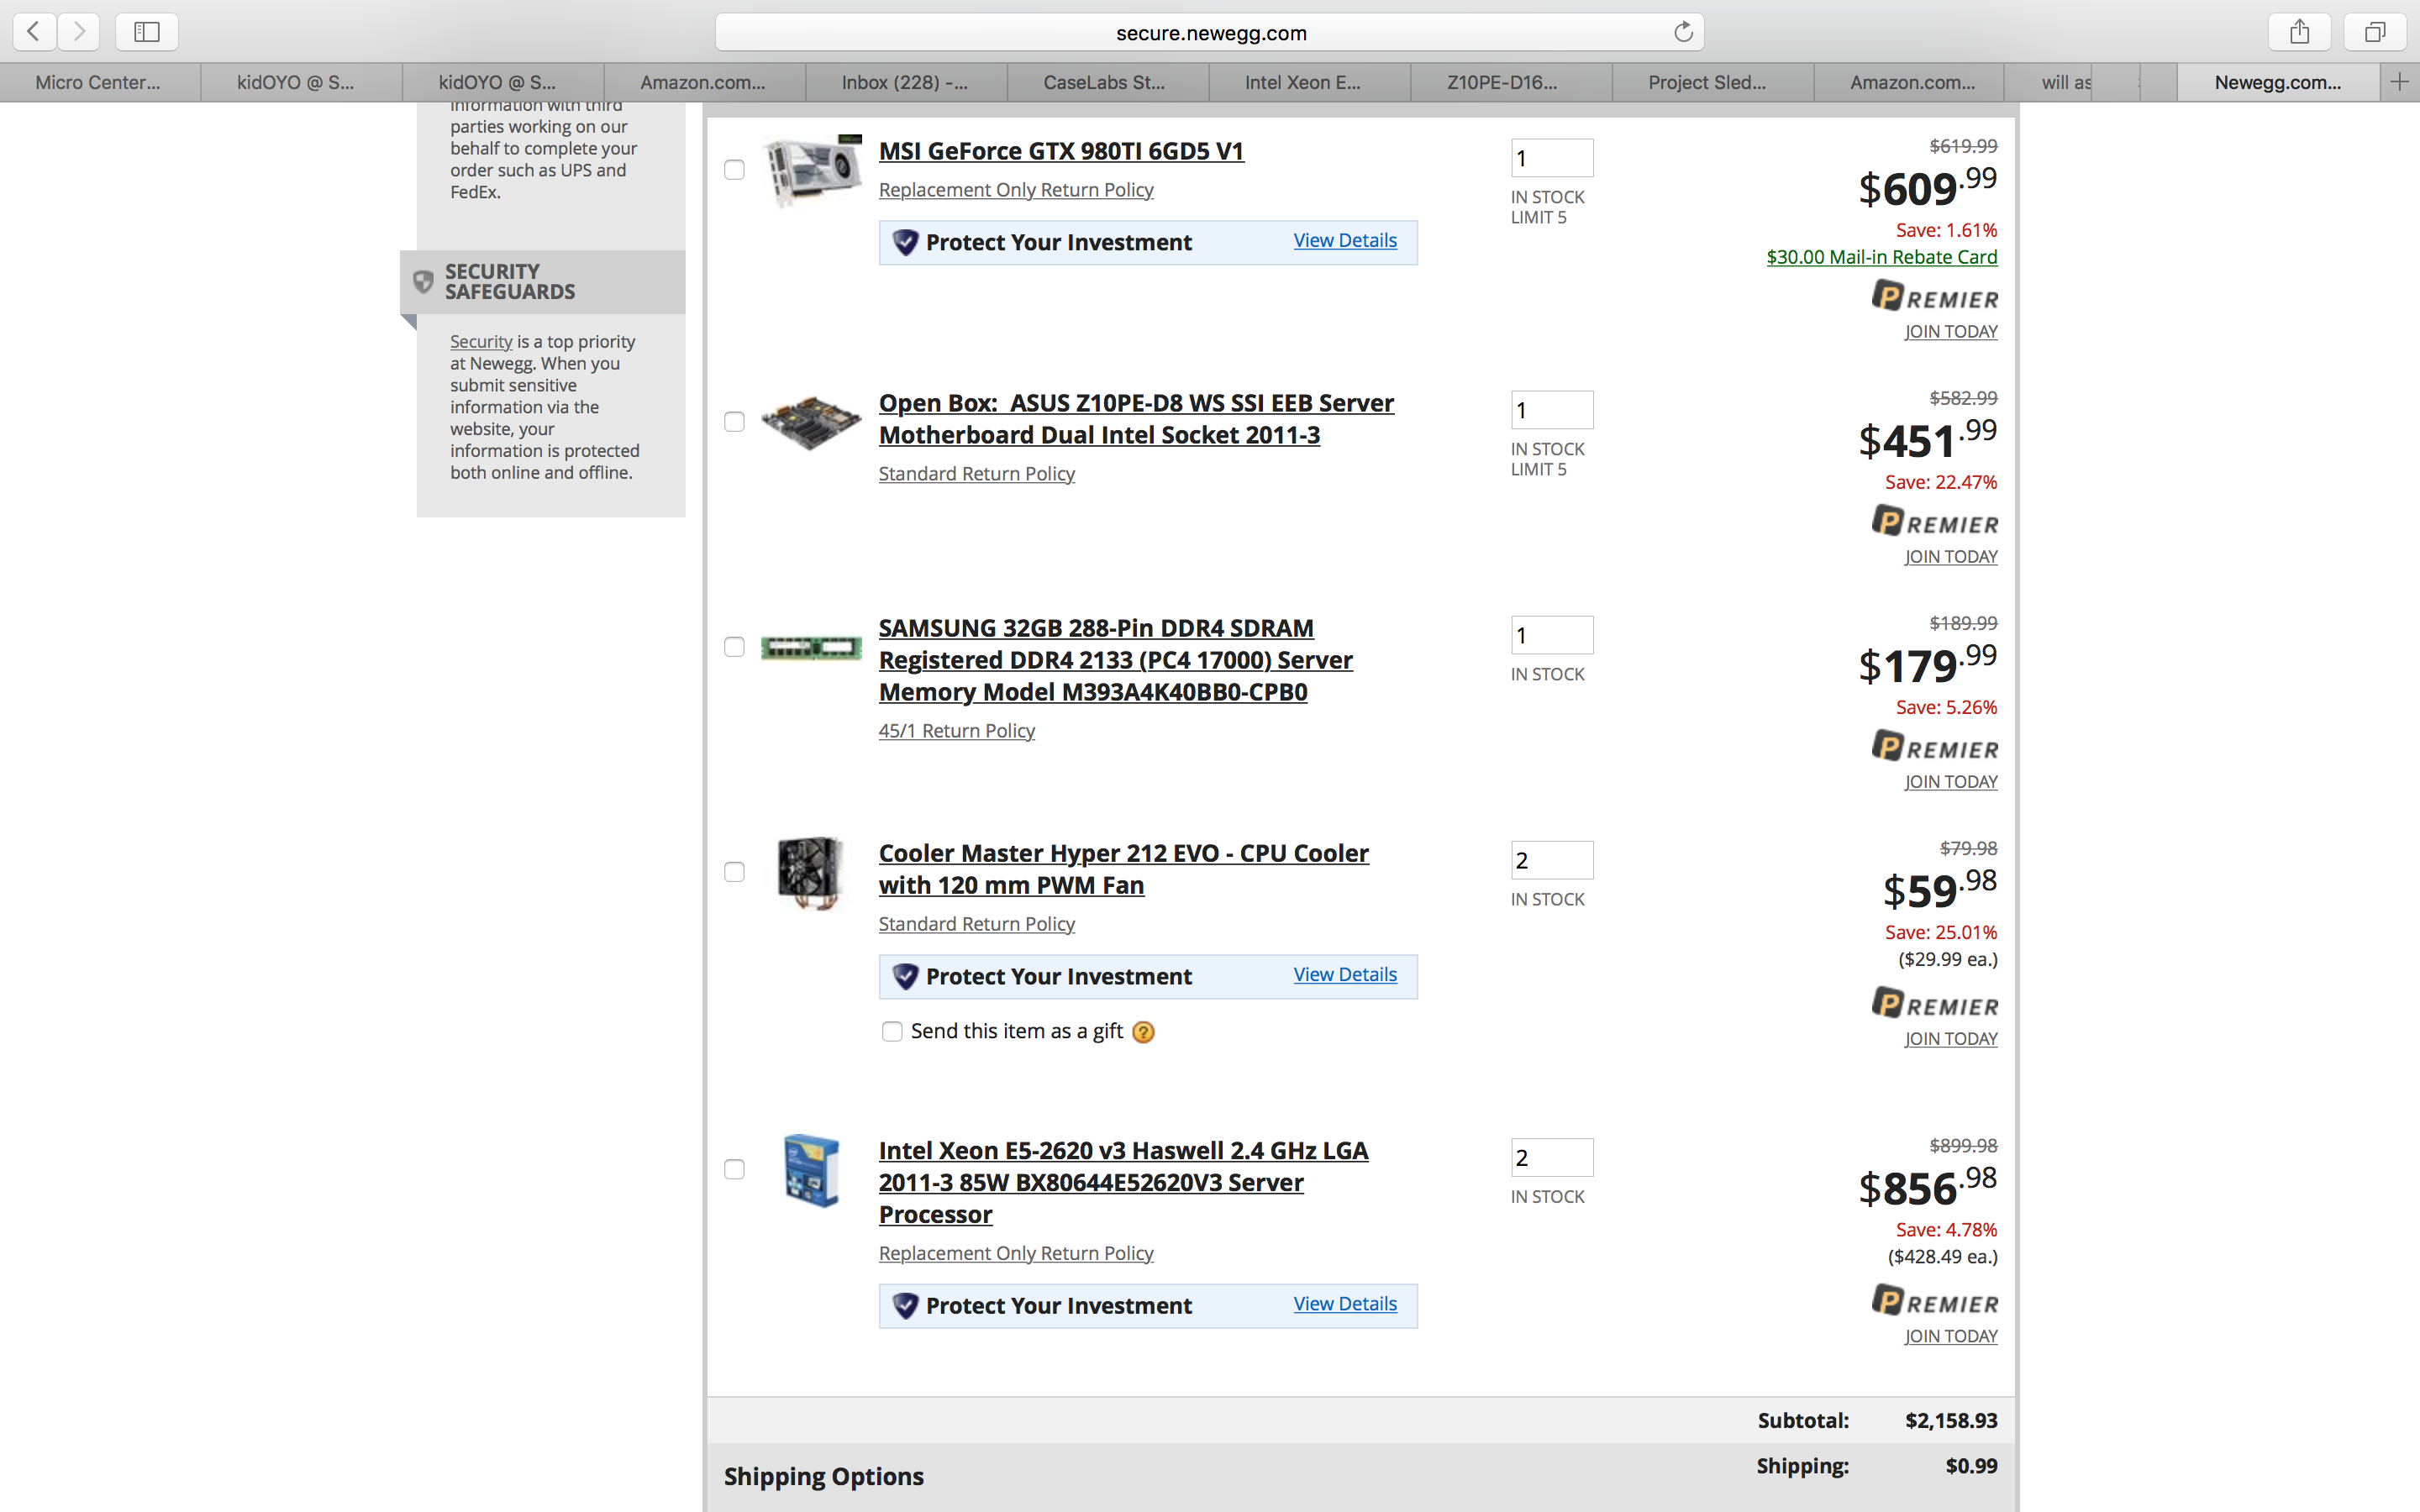 secure.newegg.com
Micro Center...
kidOYO @ S...
kidOYO @ S...
Amazon.com...
Inbox (228) -...
CaseLabs St...
Intel Xeon E...
Z10PE-D16...
Project Sled...
Amazon.com...
will as
Newegg.com...
information with third
parties working on our
behalf to complete your
order such as UPS and
FedEx.
SECURITY
SAFEGUARDS
Security is a top priority
at Newegg. When you
submit sensitive
information via the
website, your
information is protected
both online and offline.
MSI GeForce GTX 980TI 6GD5 V1
Replacement Only Return Policy
Protect Your Investment View Details
1
IN STOCK
LIMIT 5
$619.99
$609.99
Save: 1.61%
$30.00 Mail-in Rebate Card
PREMIER
JOIN TODAY
Open Box: ASUS Z10PE-D8 WS SSI EEB Server
Motherboard Dual Intel Socket 2011-3
Standard Return Policy
1
IN STOCK
LIMIT 5
$582.99
$451.99
Save: 22.47%
PREMIER
JOIN TODAY
SAMSUNG 32GB 288-Pin DDR4 SDRAM
Registered DDR4 2133 (PC4 17000) Server
Memory Model M393A4K40BB0-CPB0
45/1 Return Policy
1
IN STOCK
$189.99
$179.99
Save: 5.26%
PREMIER
JOIN TODAY
Cooler Master Hyper 212 EVO - CPU Cooler
with 120 mm PWM Fan
Standard Return Policy
Protect Your Investment View Details
Send this item as a gift ?
2
IN STOCK
$79.98
$59.98
Save: 25.01%
($29.99 ea.)
PREMIER
JOIN TODAY
Intel Xeon E5-2620 v3 Haswell 2.4 GHz LGA
2011-3 85W BX80644E52620V3 Server
Processor
Replacement Only Return Policy
Protect Your Investment View Details
2
IN STOCK
$899.98
$856.98
Save: 4.78%
($428.49 ea.)
PREMIER
JOIN TODAY
Subtotal: $2,158.93
Shipping Options
Shipping: $0.99